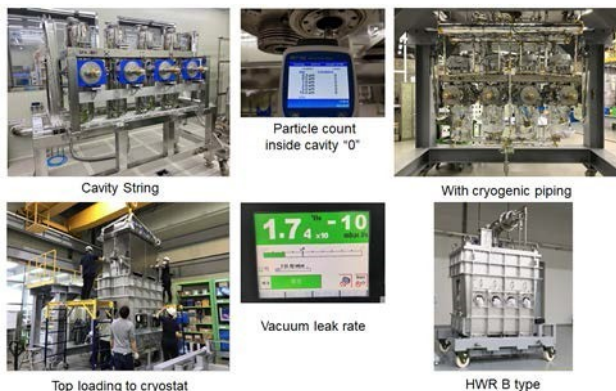 Cavity String
Particle count
inside cavity "0"
With cryogenic piping
1.7₄ x10 -10
mbar l/s
Top loading to cryostat
Vacuum leak rate
HWR B type